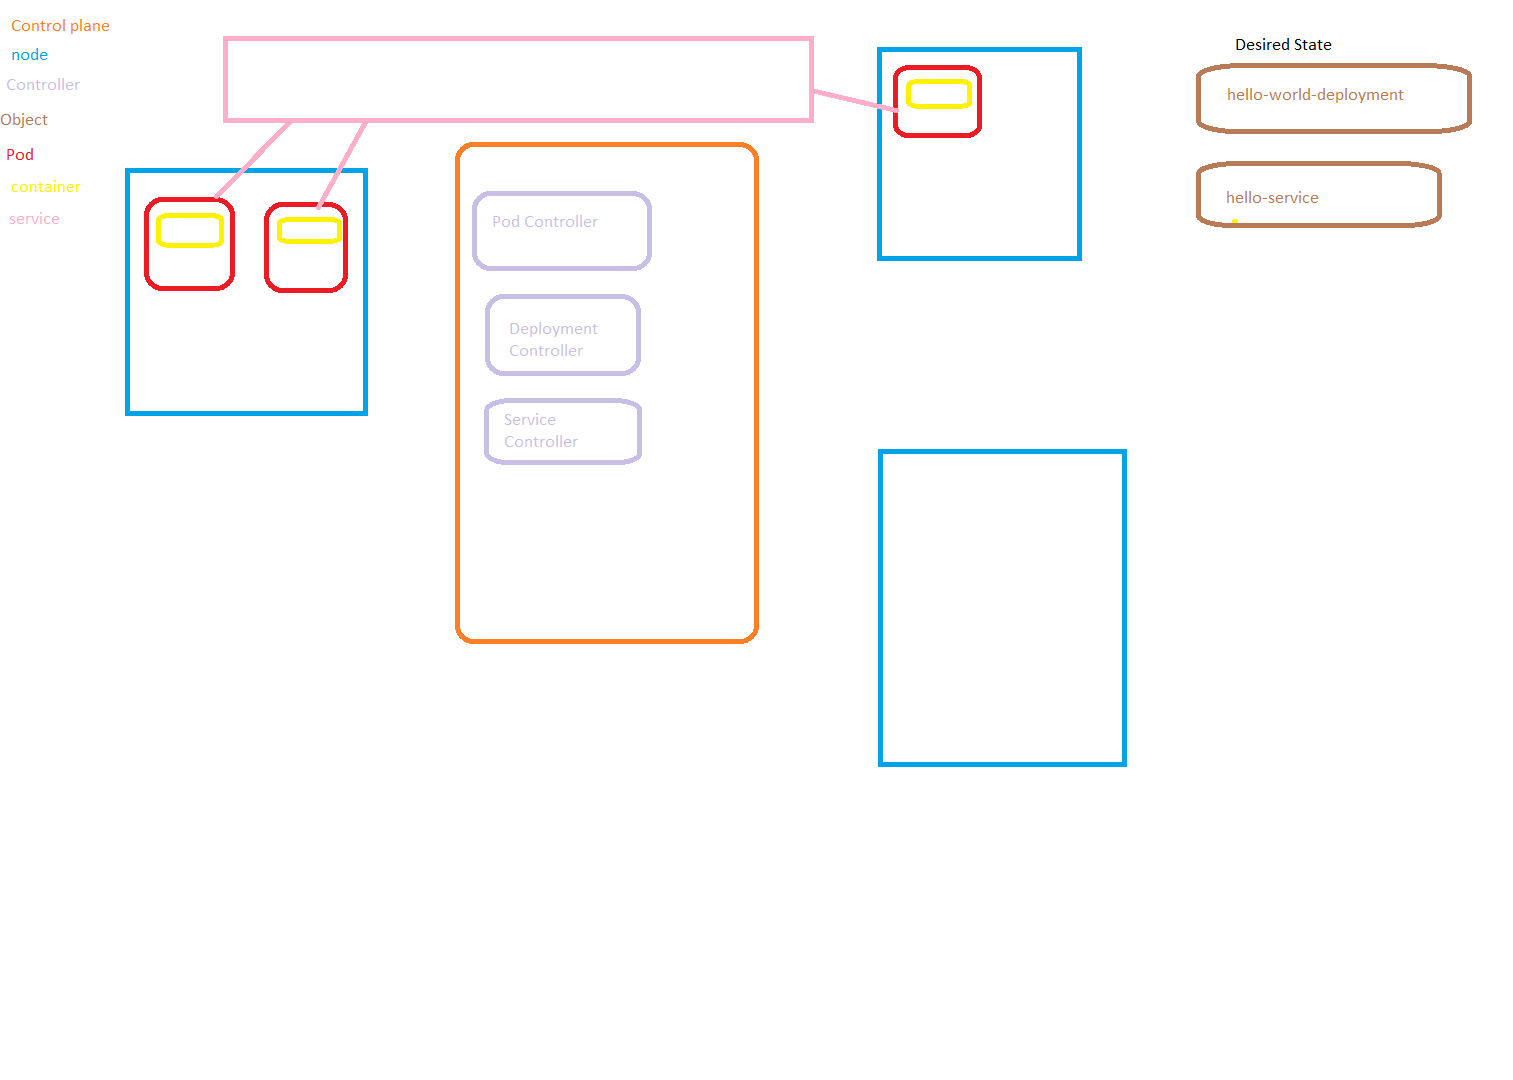 Control plane
node
Controller
Object
Pod
container
service
Pod Controller
Deployment
Controller
Service
Controller
Desired State
hello-world-deployment
hello-service